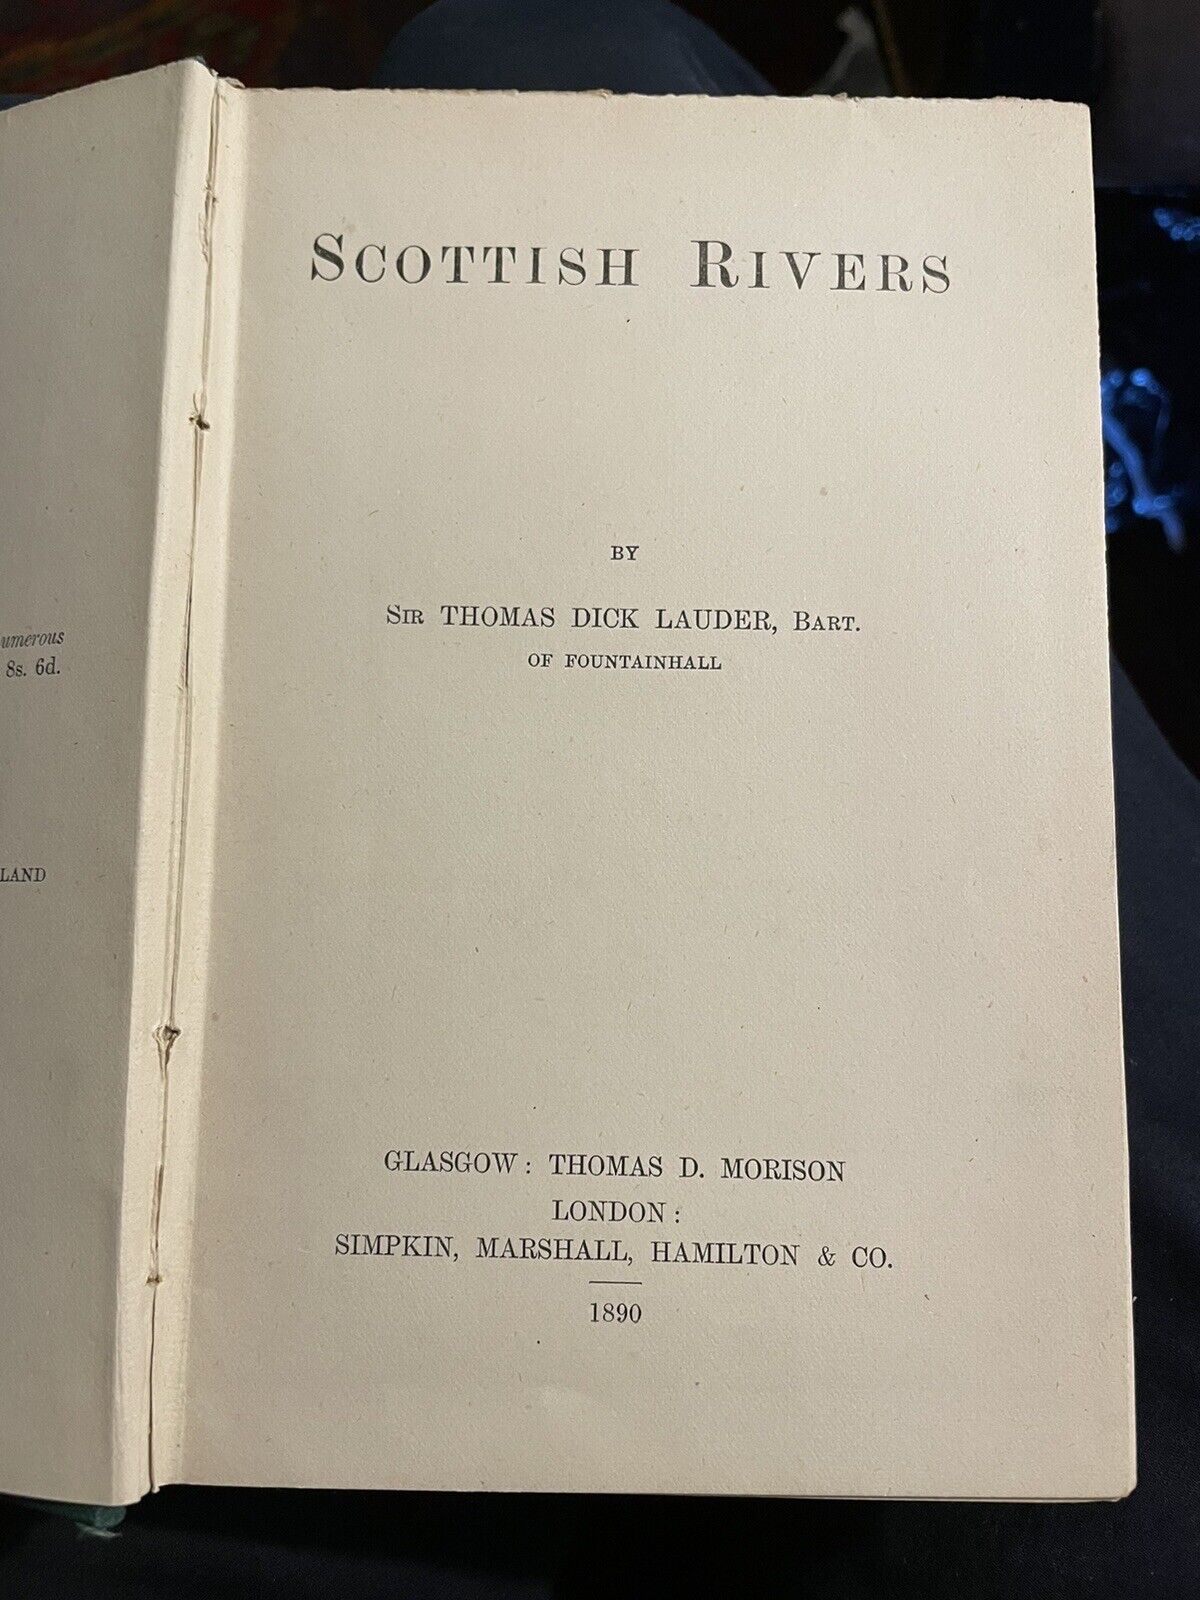 umerous
8s. 6d.
LAND
SCOTTISH RIVERS
BY
SIR THOMAS DICK LAUDER, BART.
OF FOUNTAINHALL
GLASGOW: THOMAS D. MORISON
LONDON:
SIMPKIN, MARSHALL, HAMILTON & CO.
1890